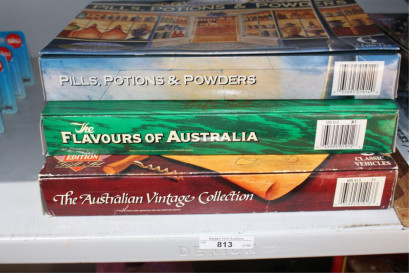 PILLS, POTIONS & POWDERS
PILLS, POTIONS & POWDERS
The
FLAVOURS OF AUSTRALIA
EDITION
CLASSIC
VEHICLES
The Australian Vintage Collection
813